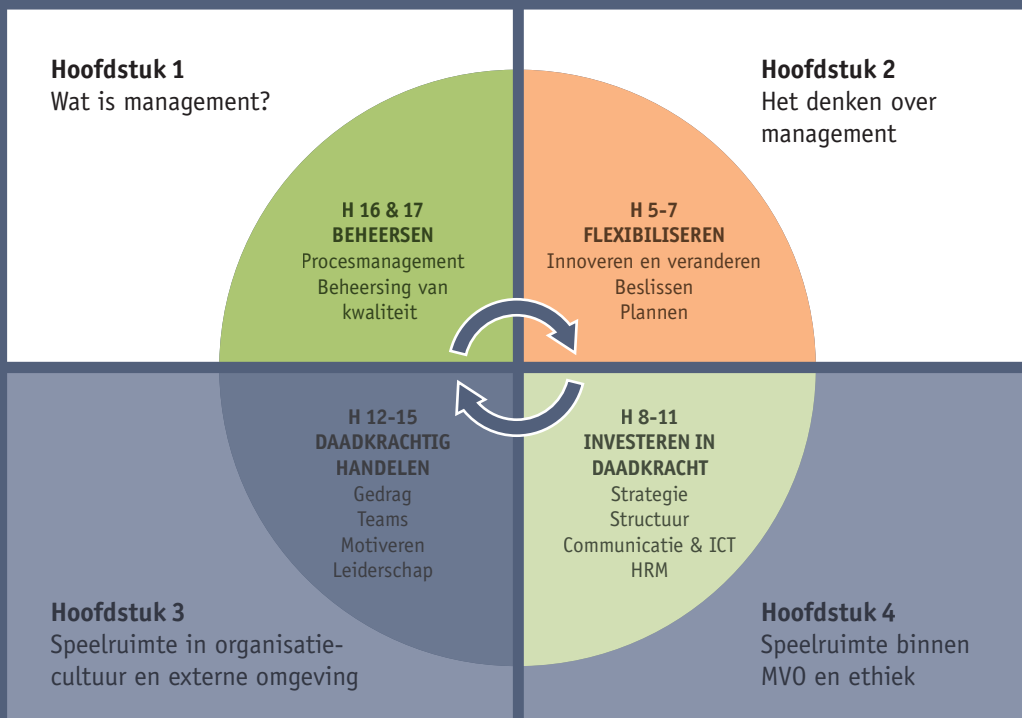 Hoofdstuk 1
Wat is management?
Hoofdstuk 2
Het denken over
management
H 16 & 17
BEHEERSEN
Procesmanagement
Beheersing van
kwaliteit
H 5-7
FLEXIBILISEREN
Innoveren en veranderen
Beslissen
Plannen
H 12-15
DAADKRACHTIG
HANDELEN
Gedrag
Teams
Motiveren
Leiderschap
H 8-11
INVESTEREN IN
DAADKRACHT
Strategie
Structuur
Communicatie & ICT
HRM
Hoofdstuk 3
Speelruimte in organisatie-
cultuur en externe omgeving
Hoofdstuk 4
Speelruimte binnen
MVO en ethiek